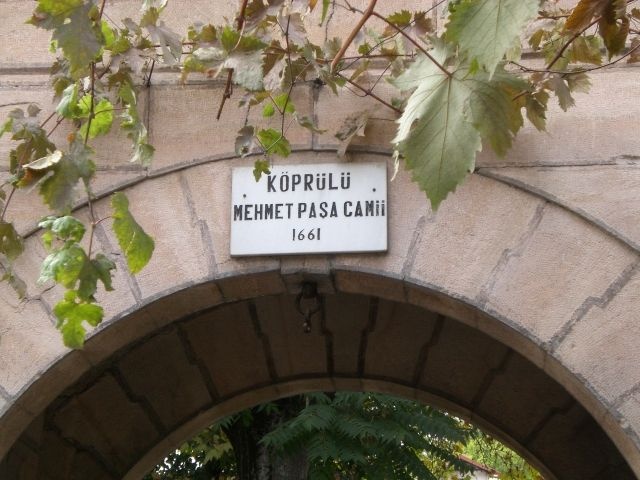 KÖPRÜLÜ
MEHMET PAŞA CAMİİ
1661